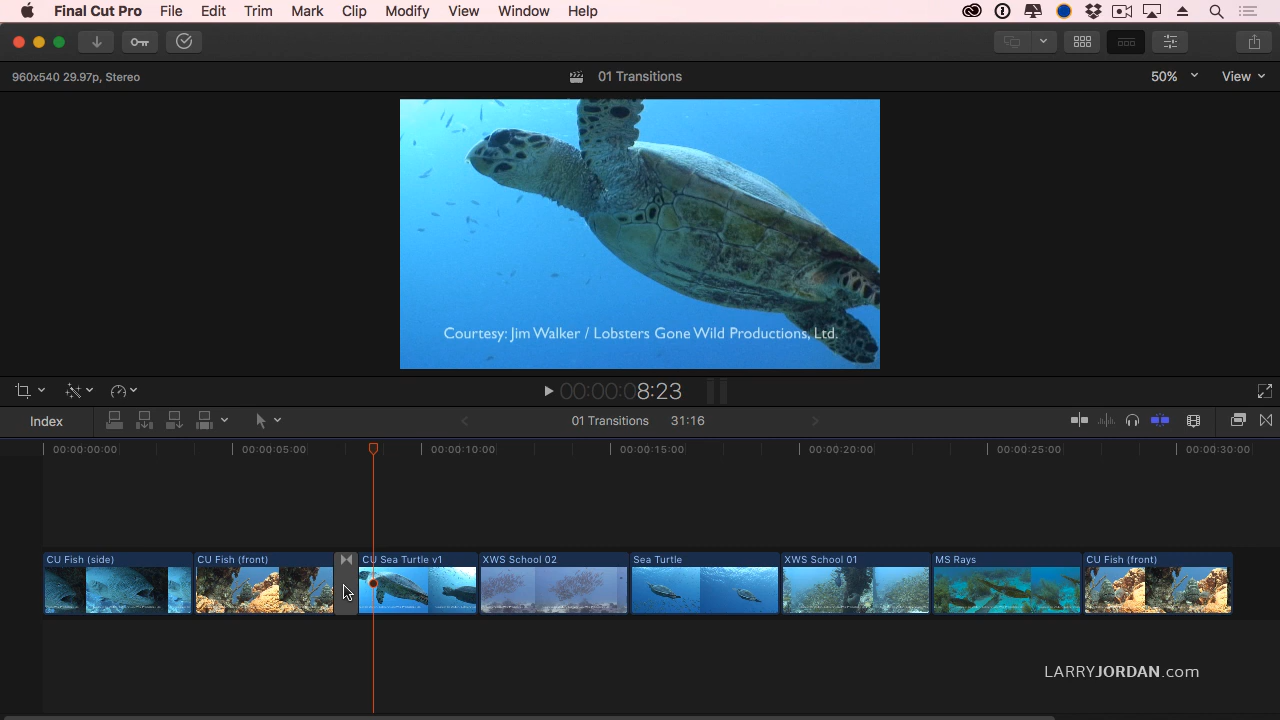 Final Cut Pro File Edit Trim Mark Clip Modify View Window Help
960x540 29.97p, Stereo 01 Transitions 50% View
Courtesy: Jim Walker / Lobsters Gone Wild Productions, Ltd.
00:00:08:23
Index 01 Transitions 31:16
00:00:00:00 00:00:05:00 00:00:10:00 00:00:15:00 00:00:20:00 00:00:25:00 00:00:30:00
CU Fish (side) CU Fish (front) CU Sea Turtle v1 XWS School 02 Sea Turtle XWS School 01 MS Rays CU Fish (front)
LARRYJORDAN.com